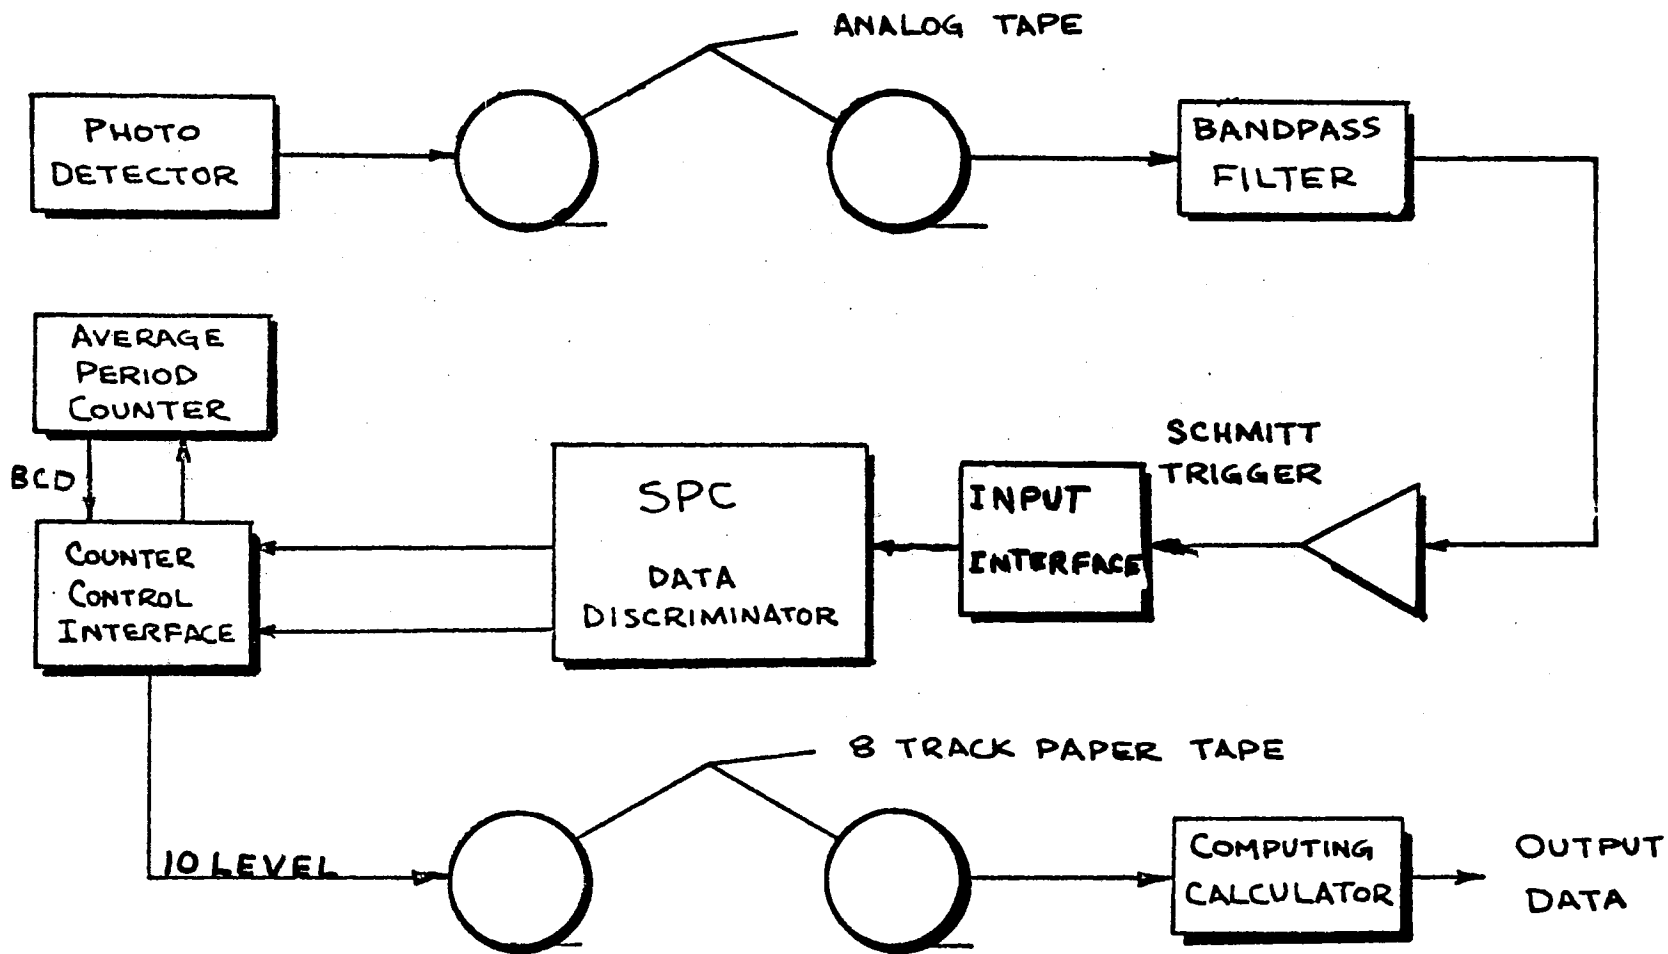 ANALOG TAPE
PHOTO
DETECTOR
BANDPASS
FILTER
AVERAGE
PERIOD
COUNTER
BCD
COUNTER
CONTROL
INTERFACE
SPC
DATA
DISCRIMINATOR
INPUT
INTERFACE
SCHMITT
TRIGGER
8 TRACK PAPER TAPE
10 LEVEL
COMPUTING
CALCULATOR
OUTPUT
DATA